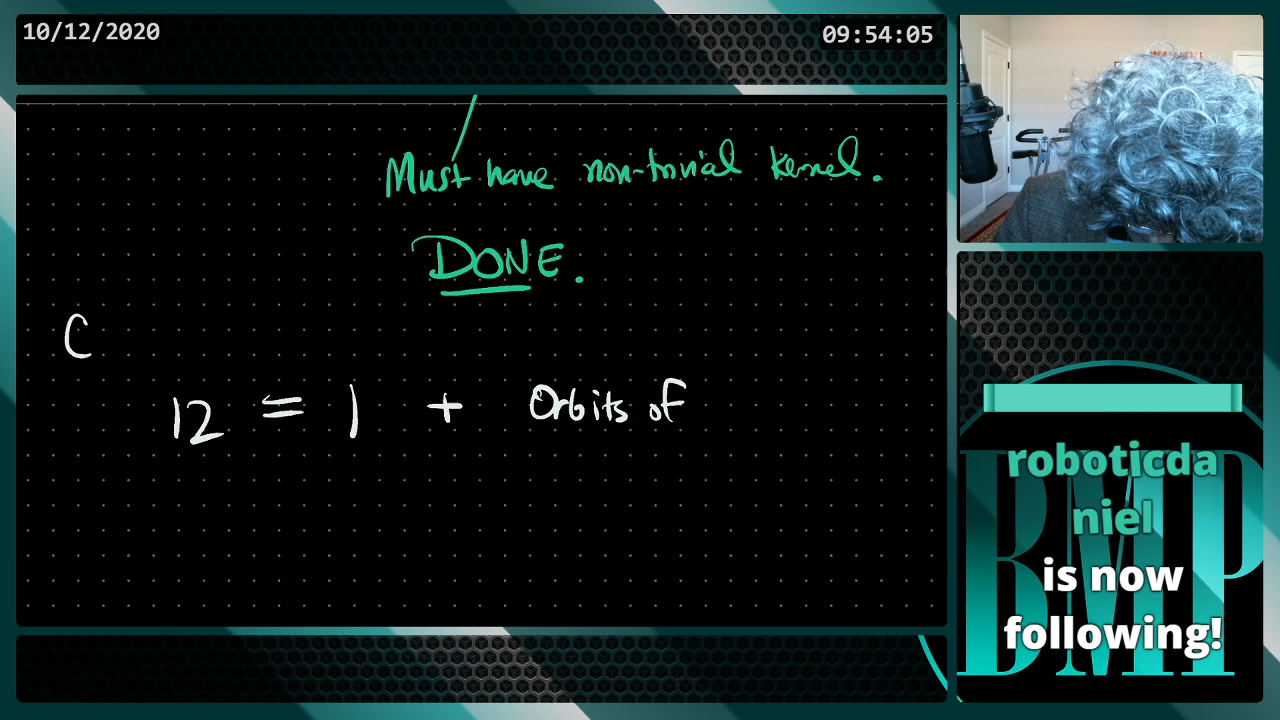 10/12/2020
09:54:05
Must have non-trivial kernel.
DONE.
C
12 = 1 + Orbits of
BMP
roboticda
niel
is now
following!